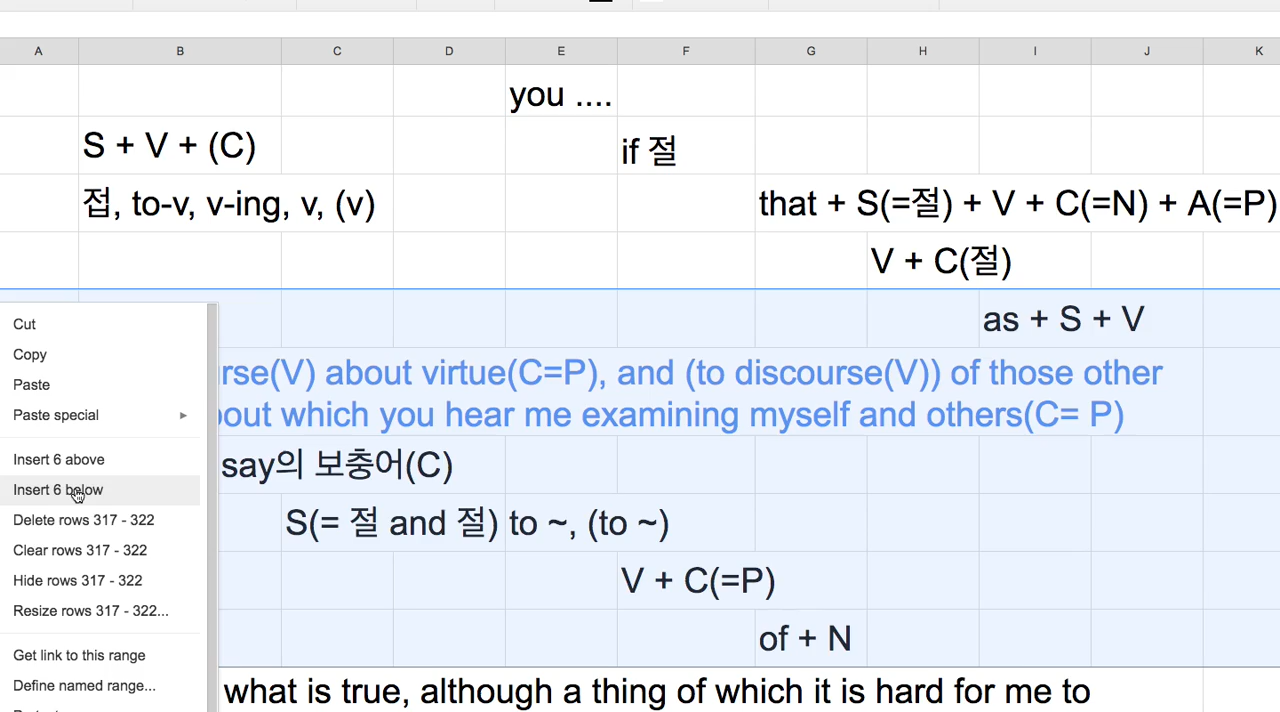 A B C D E F G H I J K
you ....
S + V + (C)
if 절
접, to-v, v-ing, v, (v)
that + S(=절) + V + C(=N) + A(=P)
V + C(절)
as + S + V
rse(V) about virtue(C=P), and (to discourse(V)) of those other
out which you hear me examining myself and others(C= P)
say의 보충어(C)
S(= 절 and 절) to ~, (to ~)
V + C(=P)
of + N
what is true, although a thing of which it is hard for me to
Cut
Copy
Paste
Paste special
Insert 6 above
Insert 6 below
Delete rows 317 - 322
Clear rows 317 - 322
Hide rows 317 - 322
Resize rows 317 - 322...
Get link to this range
Define named range...